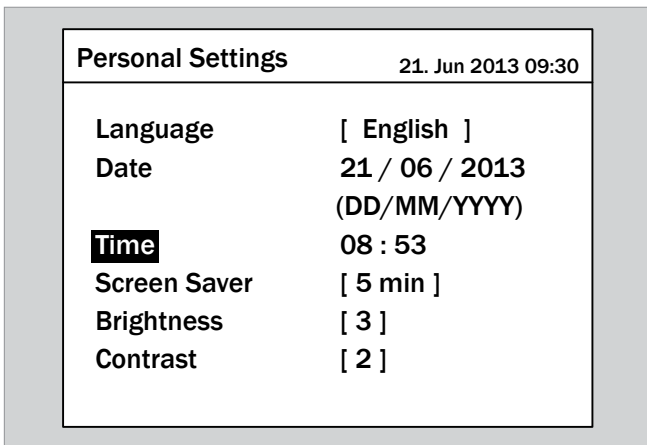 Personal Settings 21. Jun 2013 09:30
Language [ English ]
Date 21 / 06 / 2013
(DD/MM/YYYY)
Time 08 : 53
Screen Saver [ 5 min ]
Brightness [ 3 ]
Contrast [ 2 ]